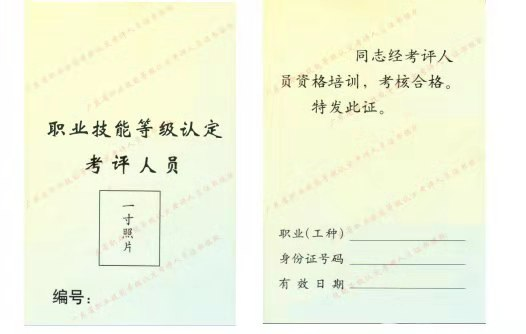 职业技能等级认定
考评人员
一寸照片
编号:
同志经考评人
员资格培训,考核合格。
特发此证。
职业(工种)
身份证号码
有效日期